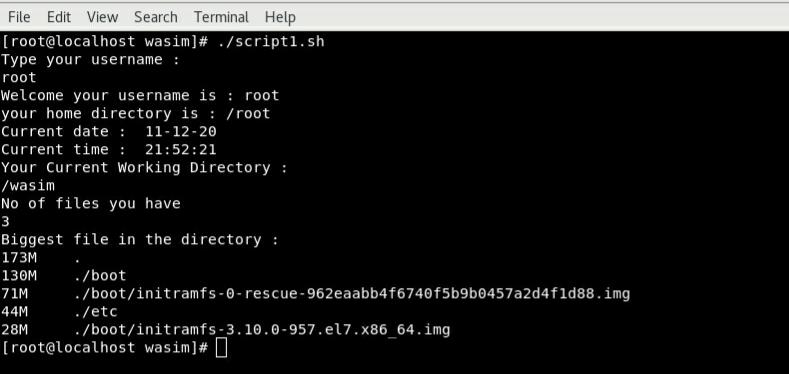 File Edit View Search Terminal Help
[root@localhost wasim]# ./script1.sh
Type your username :
root
Welcome your username is : root
your home directory is : /root
Current date :  11-12-20
Current time :  21:52:21
Your Current Working Directory :
/wasim
No of files you have
3
Biggest file in the directory :
173M    .
130M    ./boot
71M     ./boot/initramfs-0-rescue-962eaabb4f6740f5b9b0457a2d4f1d88.img
44M     ./etc
28M     ./boot/initramfs-3.10.0-957.el7.x86_64.img
[root@localhost wasim]#